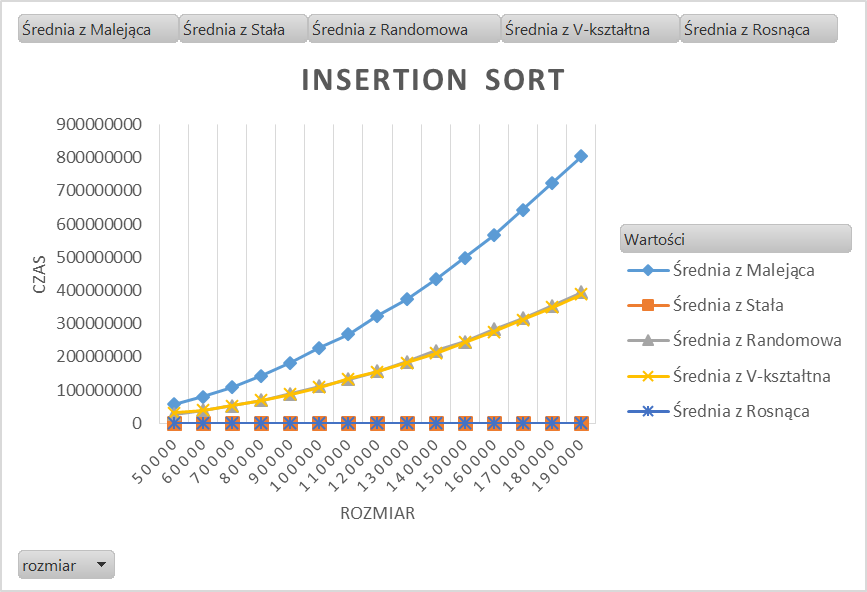 Średnia z Malejąca Średnia z Stała Średnia z Randomowa Średnia z V-kształtna Średnia z Rosnąca
INSERTION SORT
900000000
800000000
700000000
600000000
500000000
400000000
300000000
200000000
100000000
0
CZAS
50000 60000 70000 80000 900000 100000 110000 120000 130000 140000 150000 160000 170000 180000 190000
ROZMIAR
Wartości
Średnia z Malejąca
Średnia z Stała
Średnia z Randomowa
Średnia z V-kształtna
Średnia z Rosnąca
rozmiar